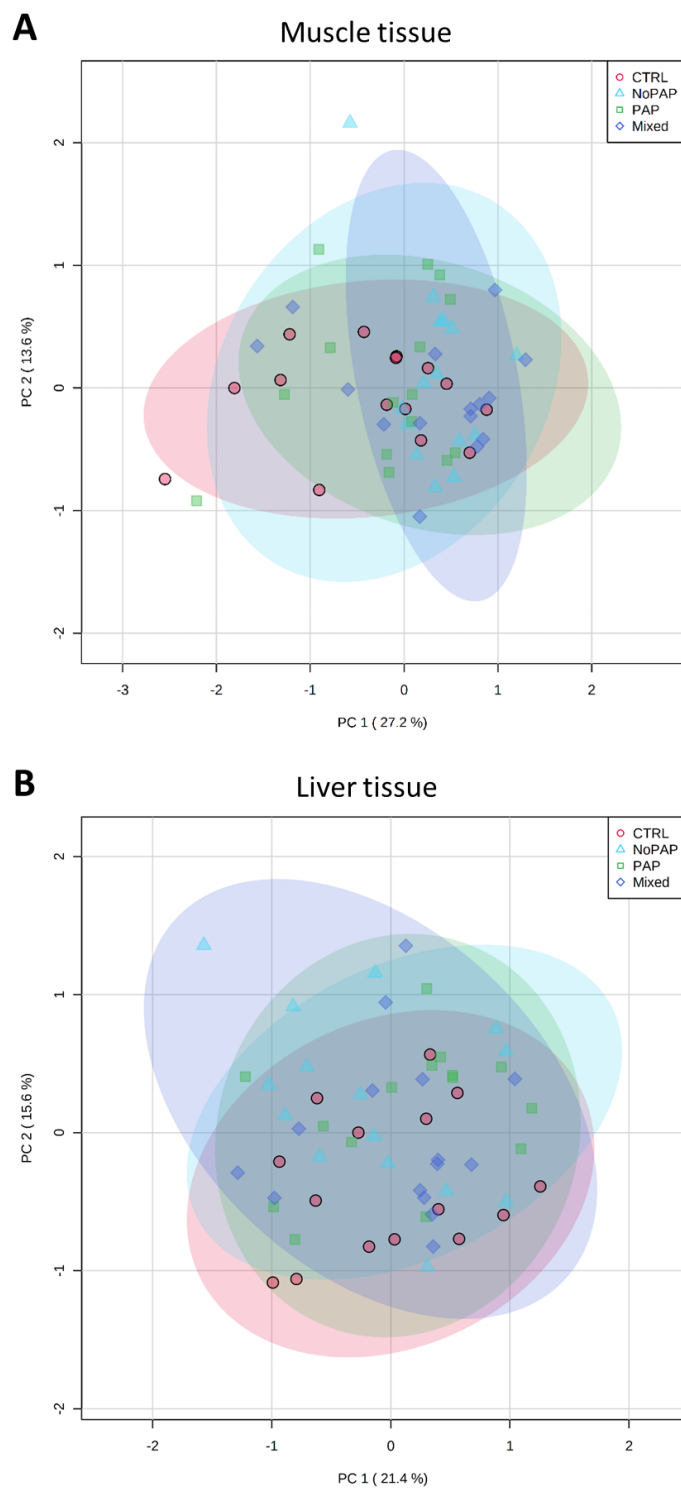 A
Muscle tissue
CTRL
NoPAP
PAP
Mixed
2
1
0
-1
-2
PC 2 ( 13.6 %)
-3
-2
-1
0
1
2
PC 1 ( 27.2 %)
B
Liver tissue
CTRL
NoPAP
PAP
Mixed
2
1
0
-1
-2
PC 2 ( 15.6 %)
-2
-1
0
1
2
PC 1 ( 21.4 %)